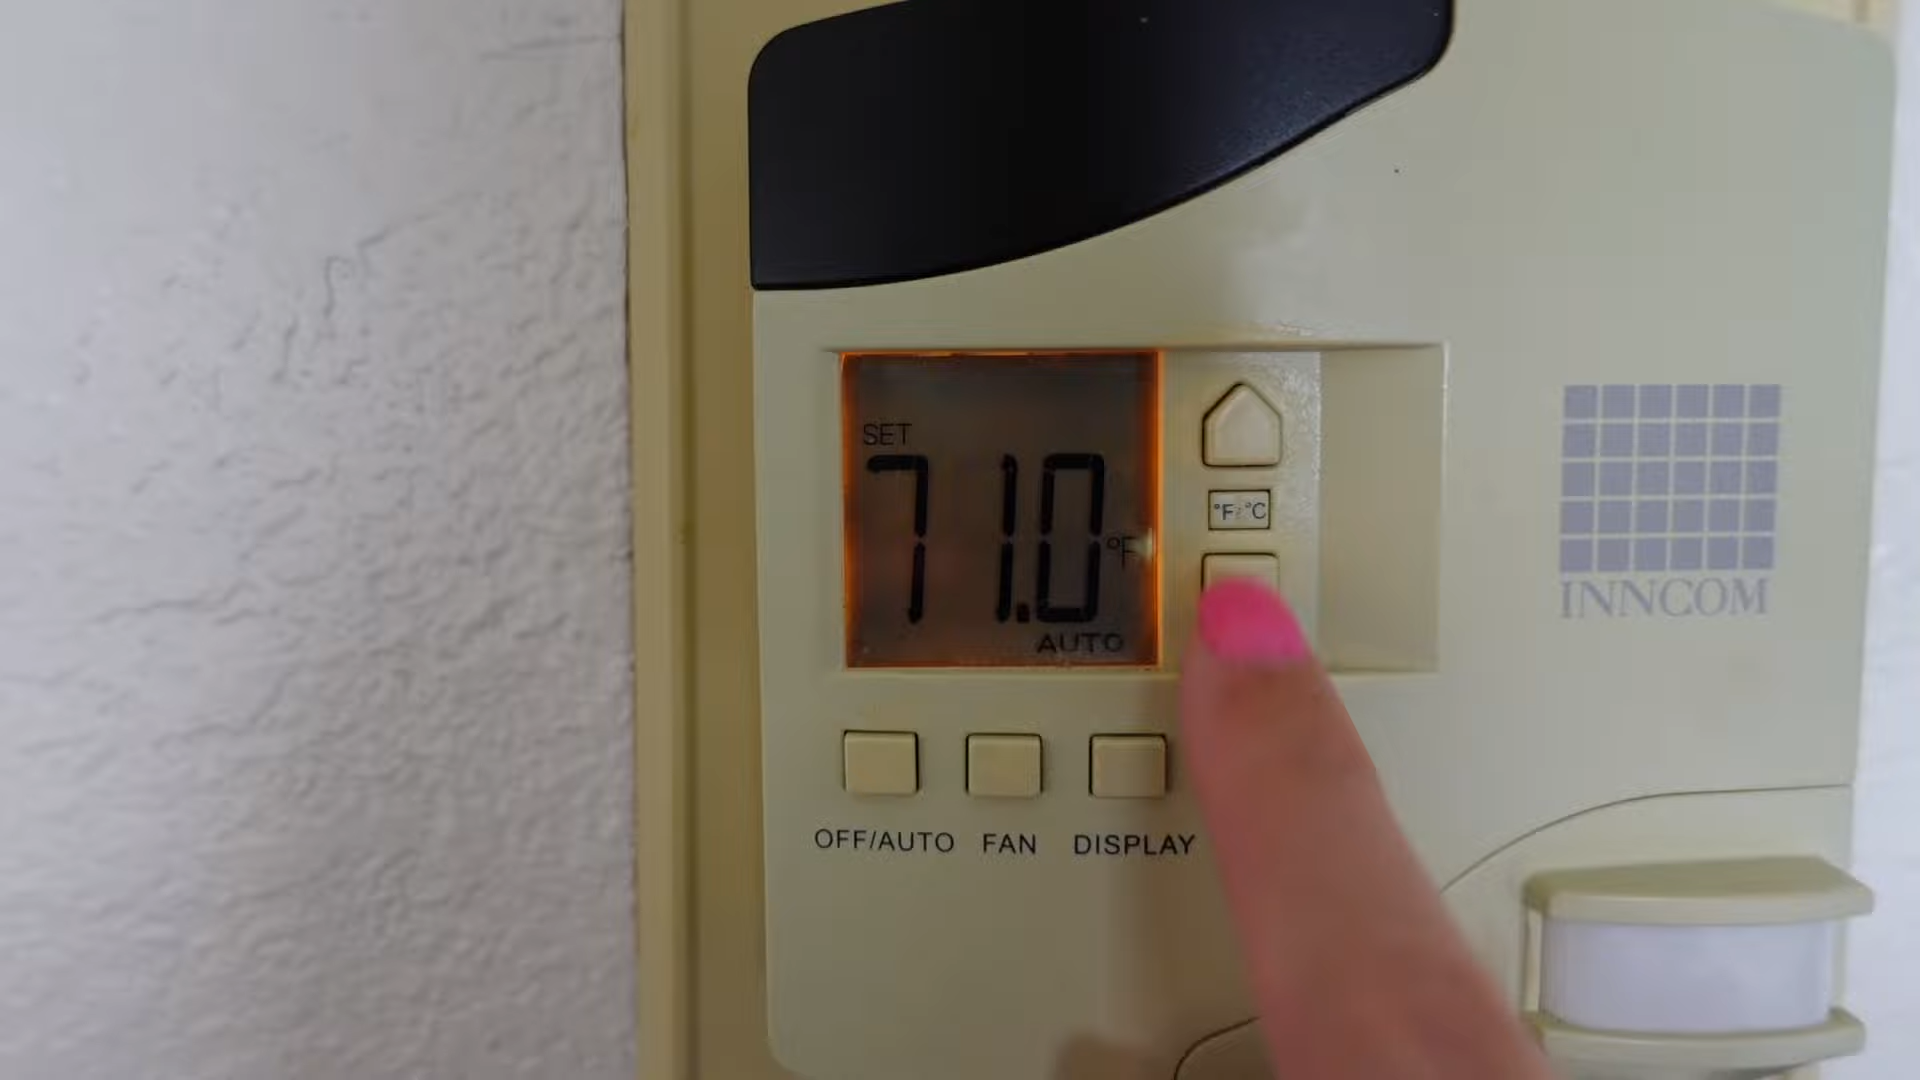 SET
71.0 °F
AUTO
°F/°C
INNCOM
OFF/AUTO FAN DISPLAY